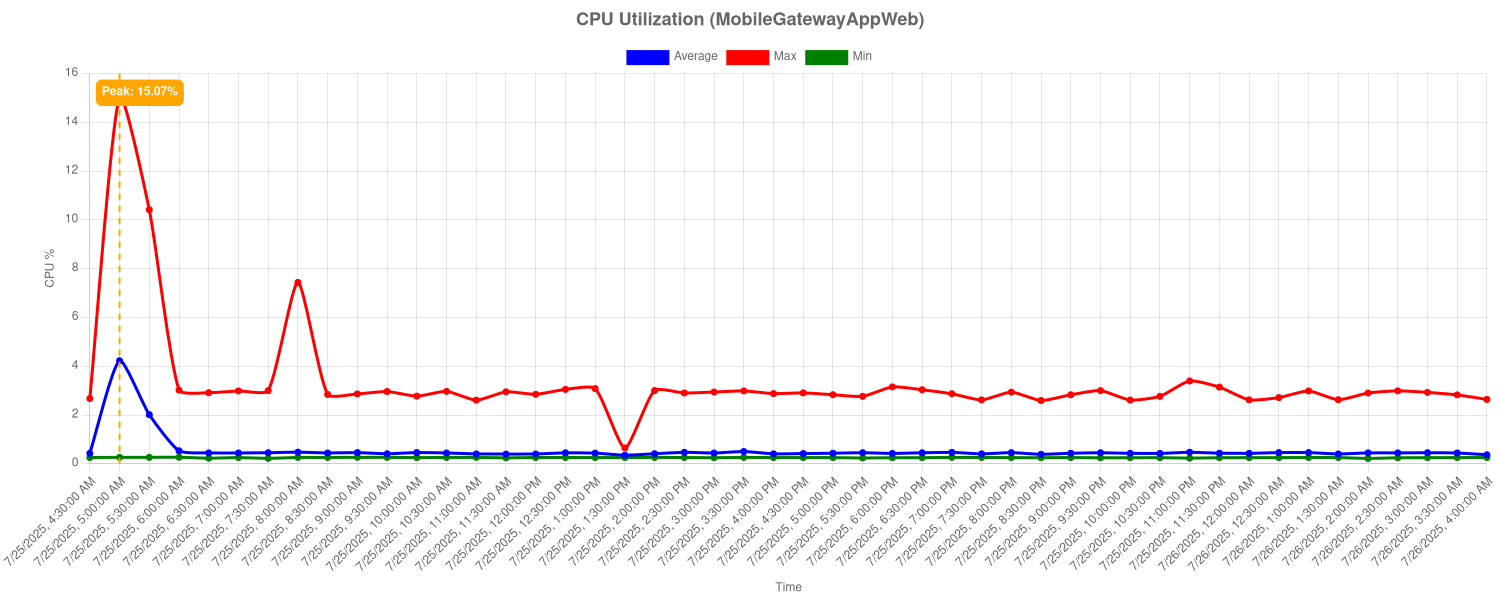 CPU Utilization (MobileGatewayAppWeb)
Average Max Min
Peak: 15.07%
16
14
12
10
8
6
4
2
0
CPU %
7/25/2025, 4:30:00 AM
7/25/2025, 5:00:00 AM
7/25/2025, 5:30:00 AM
7/25/2025, 6:00:00 AM
7/25/2025, 6:30:00 AM
7/25/2025, 7:00:00 AM
7/25/2025, 7:30:00 AM
7/25/2025, 8:00:00 AM
7/25/2025, 8:30:00 AM
7/25/2025, 9:00:00 AM
7/25/2025, 9:30:00 AM
7/25/2025, 10:00:00 AM
7/25/2025, 10:30:00 AM
7/25/2025, 11:00:00 AM
7/25/2025, 11:30:00 AM
7/25/2025, 12:00:00 PM
7/25/2025, 12:30:00 PM
7/25/2025, 1:00:00 PM
7/25/2025, 1:30:00 PM
7/25/2025, 2:00:00 PM
7/25/2025, 2:30:00 PM
7/25/2025, 3:00:00 PM
7/25/2025, 3:30:00 PM
7/25/2025, 4:00:00 PM
7/25/2025, 4:30:00 PM
7/25/2025, 5:00:00 PM
7/25/2025, 5:30:00 PM
7/25/2025, 6:00:00 PM
7/25/2025, 6:30:00 PM
7/25/2025, 7:00:00 PM
7/25/2025, 7:30:00 PM
7/25/2025, 8:00:00 PM
7/25/2025, 8:30:00 PM
7/25/2025, 9:00:00 PM
7/25/2025, 9:30:00 PM
7/25/2025, 10:00:00 PM
7/25/2025, 10:30:00 PM
7/25/2025, 11:00:00 PM
7/25/2025, 11:30:00 PM
7/26/2025, 12:00:00 AM
7/26/2025, 12:30:00 AM
7/26/2025, 1:00:00 AM
7/26/2025, 1:30:00 AM
7/26/2025, 2:00:00 AM
7/26/2025, 2:30:00 AM
7/26/2025, 3:00:00 AM
7/26/2025, 3:30:00 AM
7/26/2025, 4:00:00 AM
Time